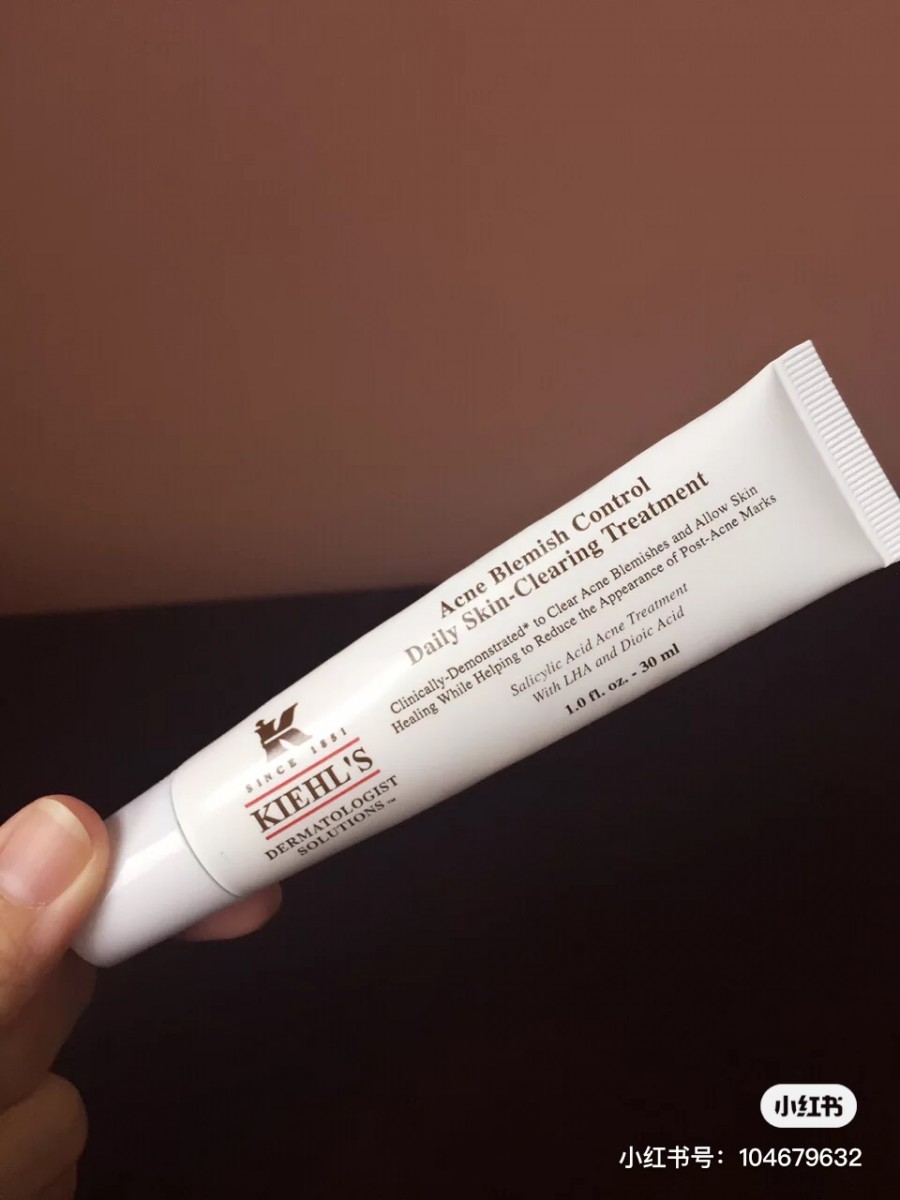 Acne Blemish Control
Daily Skin-Clearing Treatment
Clinically-Demonstrated* to Clear Acne Blemishes and Allow Skin
Healing While Helping to Reduce the Appearance of Post-Acne Marks
Salicylic Acid Acne Treatment
With LHA and Dioic Acid
1.0 fl. oz. - 30 ml
SINCE 1851
KIEHL'S
DERMATOLOGIST
SOLUTIONS™
小红书
小红书号：104679632